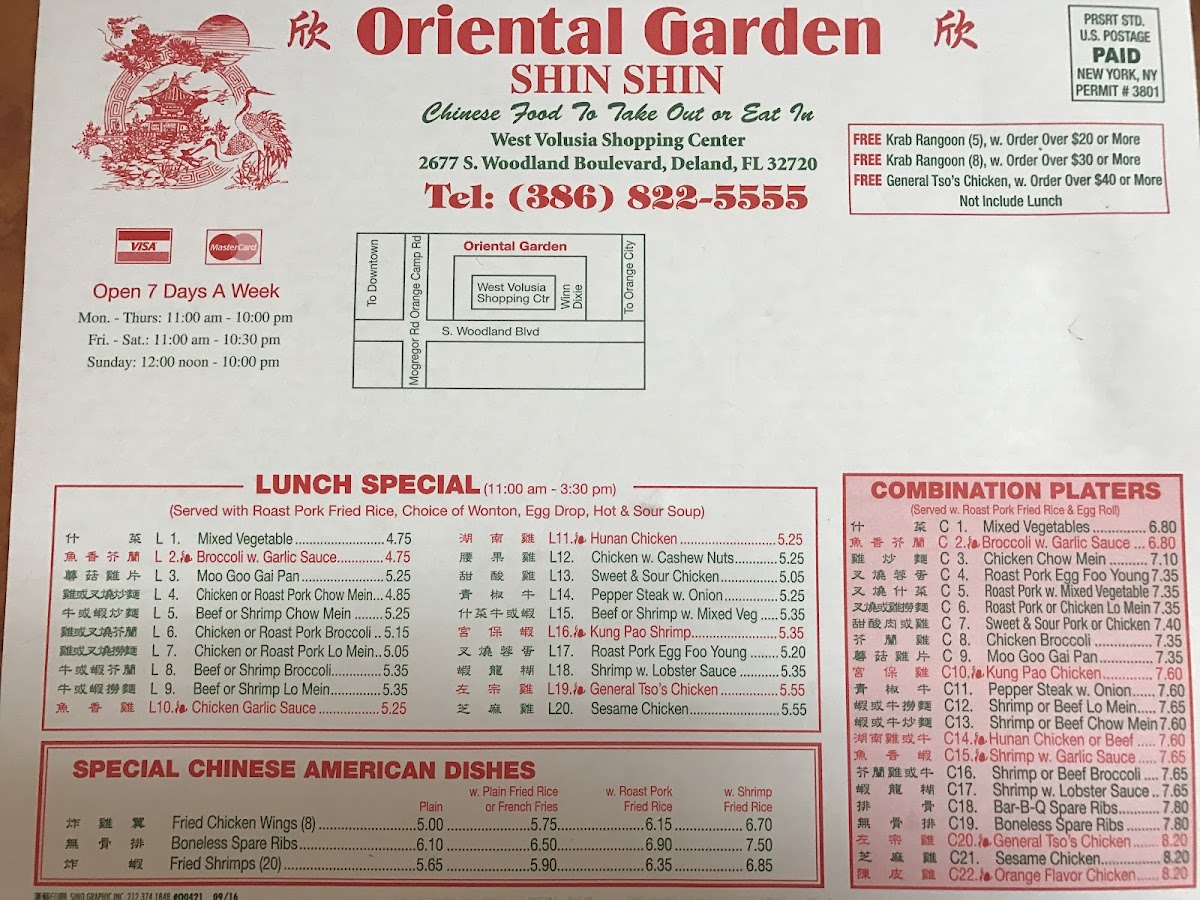 欣 Oriental Garden 欣
SHIN SHIN
Chinese Food To Take Out or Eat In
West Volusia Shopping Center
2677 S. Woodland Boulevard, Deland, FL 32720
Tel: (386) 822-5555
PRSRT STD.
U.S. POSTAGE
PAID
NEW YORK, NY
PERMIT # 3801
FREE Krab Rangoon (5), w. Order Over $20 or More
FREE Krab Rangoon (8), w. Order Over $30 or More
FREE General Tso's Chicken, w. Order Over $40 or More
Not Include Lunch
VISA
MasterCard
Open 7 Days A Week
Mon. - Thurs: 11:00 am - 10:00 pm
Fri. - Sat.: 11:00 am - 10:30 pm
Sunday: 12:00 noon - 10:00 pm
To Downtown
Mogregor Rd Orange Camp Rd
Oriental Garden
West Volusia
Shopping Ctr
Winn
Dixie
To Orange City
S. Woodland Blvd
LUNCH SPECIAL (11:00 am - 3:30 pm)
(Served with Roast Pork Fried Rice, Choice of Wonton, Egg Drop, Hot & Sour Soup)
什菜 L 1. Mixed Vegetable 4.75
魚香芥蘭 L 2. Broccoli w. Garlic Sauce 4.75
蘑菇雞片 L 3. Moo Goo Gai Pan 5.25
雞或叉燒炒麵 L 4. Chicken or Roast Pork Chow Mein 4.85
牛或蝦炒麵 L 5. Beef or Shrimp Chow Mein 5.25
雞或叉燒芥蘭 L 6. Chicken or Roast Pork Broccoli 5.15
雞或叉燒撈麵 L 7. Chicken or Roast Pork Lo Mein 5.05
牛或蝦芥蘭 L 8. Beef or Shrimp Broccoli 5.35
牛或蝦撈麵 L 9. Beef or Shrimp Lo Mein 5.35
魚香雞 L10. Chicken Garlic Sauce 5.25
湖南雞 L11. Hunan Chicken 5.25
腰果雞 L12. Chicken w. Cashew Nuts 5.25
甜酸雞 L13. Sweet & Sour Chicken 5.05
青椒牛 L14. Pepper Steak w. Onion 5.25
什菜牛或蝦 L15. Beef or Shrimp w. Mixed Veg 5.35
宮保蝦 L16. Kung Pao Shrimp 5.35
叉燒蓉蛋 L17. Roast Pork Egg Foo Young 5.20
蝦龍糊 L18. Shrimp w. Lobster Sauce 5.35
左宗雞 L19. General Tso's Chicken 5.55
芝麻雞 L20. Sesame Chicken 5.55
SPECIAL CHINESE AMERICAN DISHES
Plain
w. Plain Fried Rice
or French Fries
w. Roast Pork
Fried Rice
w. Shrimp
Fried Rice
炸雞翼 Fried Chicken Wings (8) 5.00 5.75 6.15 6.70
無骨排 Boneless Spare Ribs 6.10 6.50 6.90 7.50
炸蝦 Fried Shrimps (20) 5.65 5.90 6.35 6.85
COMBINATION PLATERS
(Served w. Roast Pork Fried Rice & Egg Roll)
什菜 C 1. Mixed Vegetables 6.80
魚香芥蘭 C 2. Broccoli w. Garlic Sauce 6.80
雞炒麵 C 3. Chicken Chow Mein 7.10
叉燒蓉蛋 C 4. Roast Pork Egg Foo Young 7.35
叉燒什菜 C 5. Roast Pork w. Mixed Vegetable 7.35
叉燒或雞撈麵 C 6. Roast Pork or Chicken Lo Mein 7.35
甜酸肉或雞 C 7. Sweet & Sour Pork or Chicken 7.40
芥蘭雞 C 8. Chicken Broccoli 7.35
蘑菇雞片 C 9. Moo Goo Gai Pan 7.35
宮保雞 C10. Kung Pao Chicken 7.60
青椒牛 C11. Pepper Steak w. Onion 7.60
蝦或牛撈麵 C12. Shrimp or Beef Lo Mein 7.65
蝦或牛炒麵 C13. Shrimp or Beef Chow Mein 7.60
湖南雞或牛 C14. Hunan Chicken or Beef 7.60
魚香蝦 C15. Shrimp w. Garlic Sauce 7.65
芥蘭雞或牛 C16. Shrimp or Beef Broccoli 7.65
蝦龍糊 C17. Shrimp w. Lobster Sauce 7.65
排骨 C18. Bar-B-Q Spare Ribs 7.80
無骨排 C19. Boneless Spare Ribs 7.80
左宗雞 C20. General Tso's Chicken 8.20
芝麻雞 C21. Sesame Chicken 8.20
陳皮雞 C22. Orange Flavor Chicken 8.20
SINO GRAPHIC INC. 212 374 1848 #00421 09/16